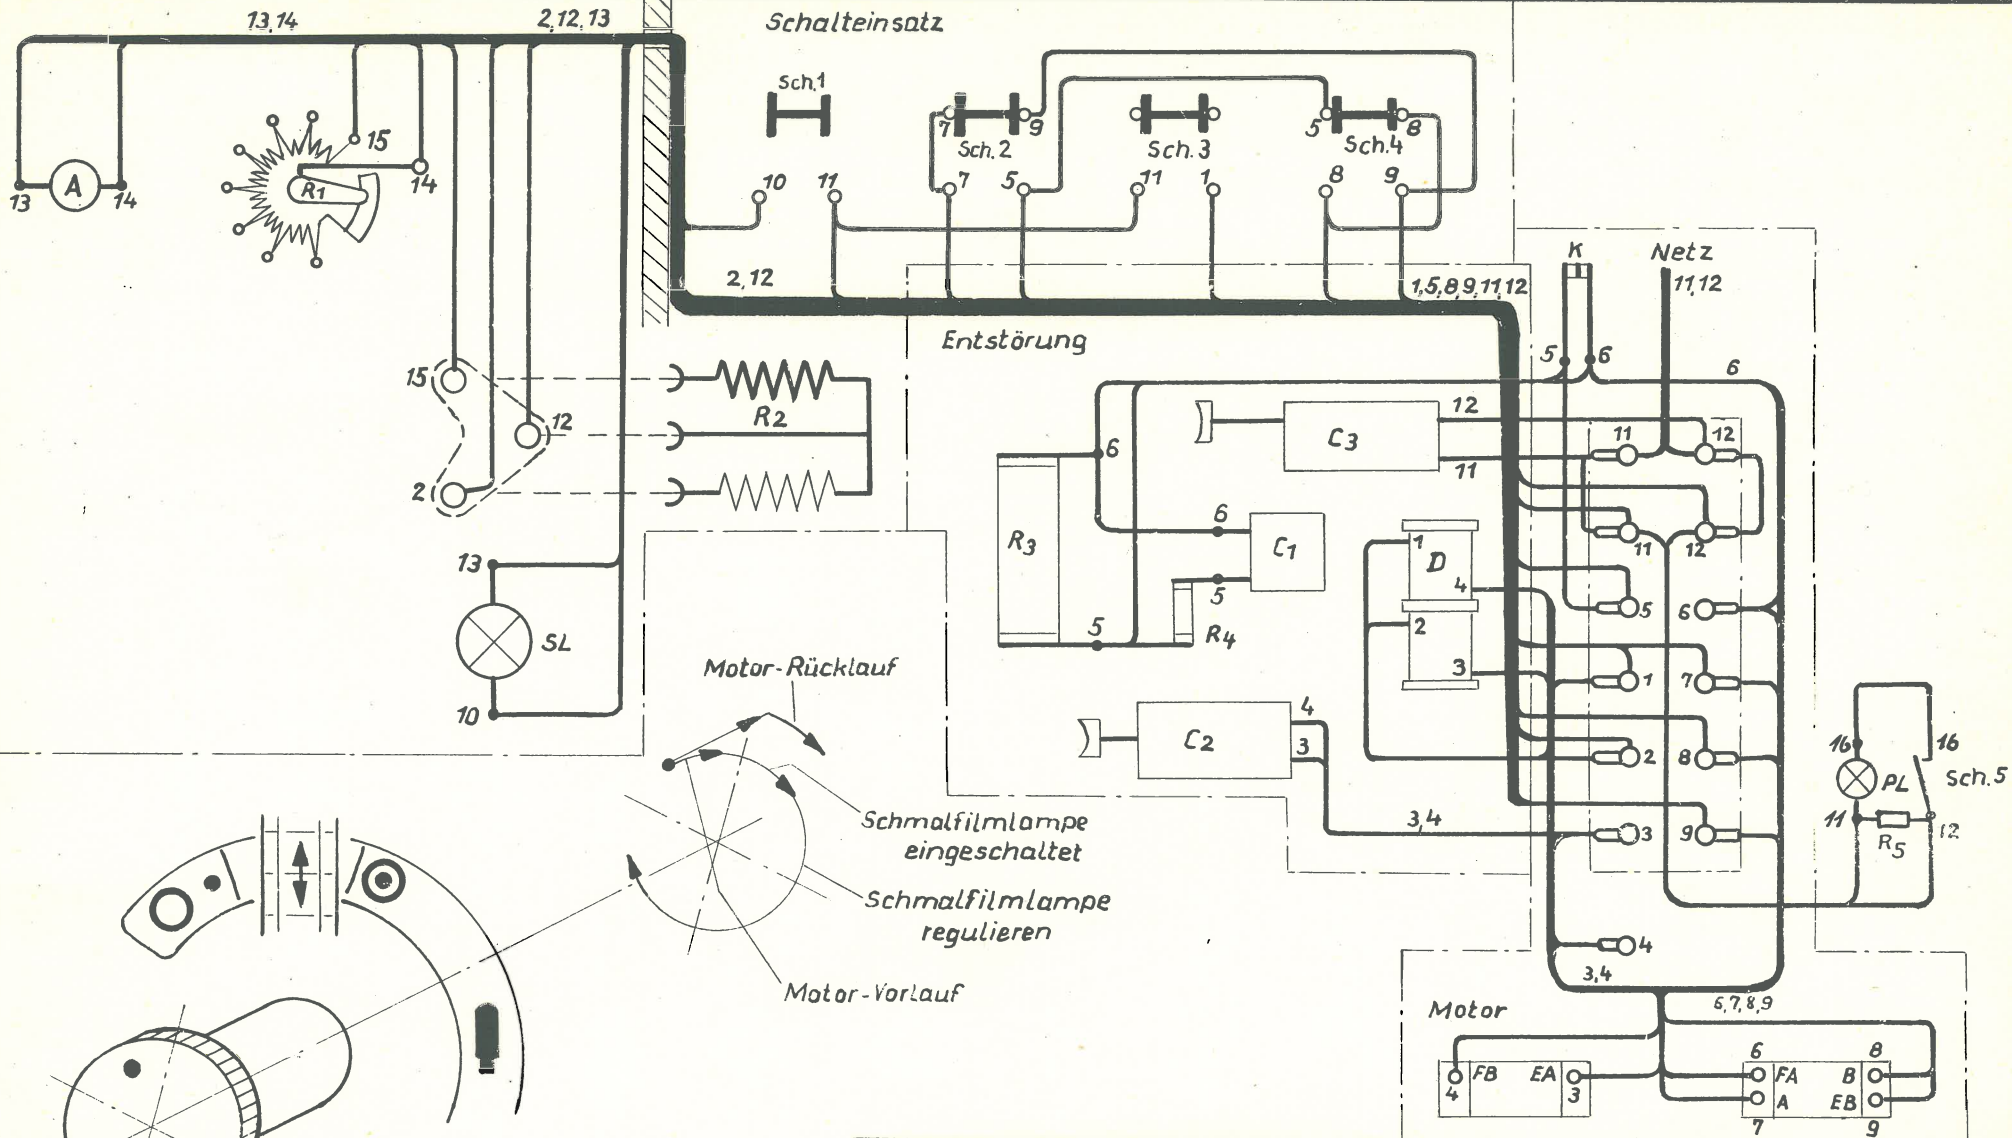 13,14
2,12,13
Schalteinsatz
Sch.1
7
9
Sch.2
Sch.3
5
8
Sch.4
15
14
R1
A
13
14
10
11
7
5
11
1
8
9
2,12
1,5,8,9,11,12
K
Netz
11,12
Entstörung
5
6
6
15
R2
12
2
12
C3
11
11
12
6
R3
6
C1
5
5
R4
1
D
4
2
3
11
12
5
6
1
7
2
8
3
9
4
13
SL
10
Motor-Rücklauf
Schmalfilmlampe
eingeschaltet
Schmalfilmlampe
regulieren
Motor-Vorlauf
C2
4
3
3,4
16
16
PL
Sch.5
11
R5
12
3,4
6,7,8,9
Motor
4
FB
EA
3
6
8
FA
B
A
EB
7
9